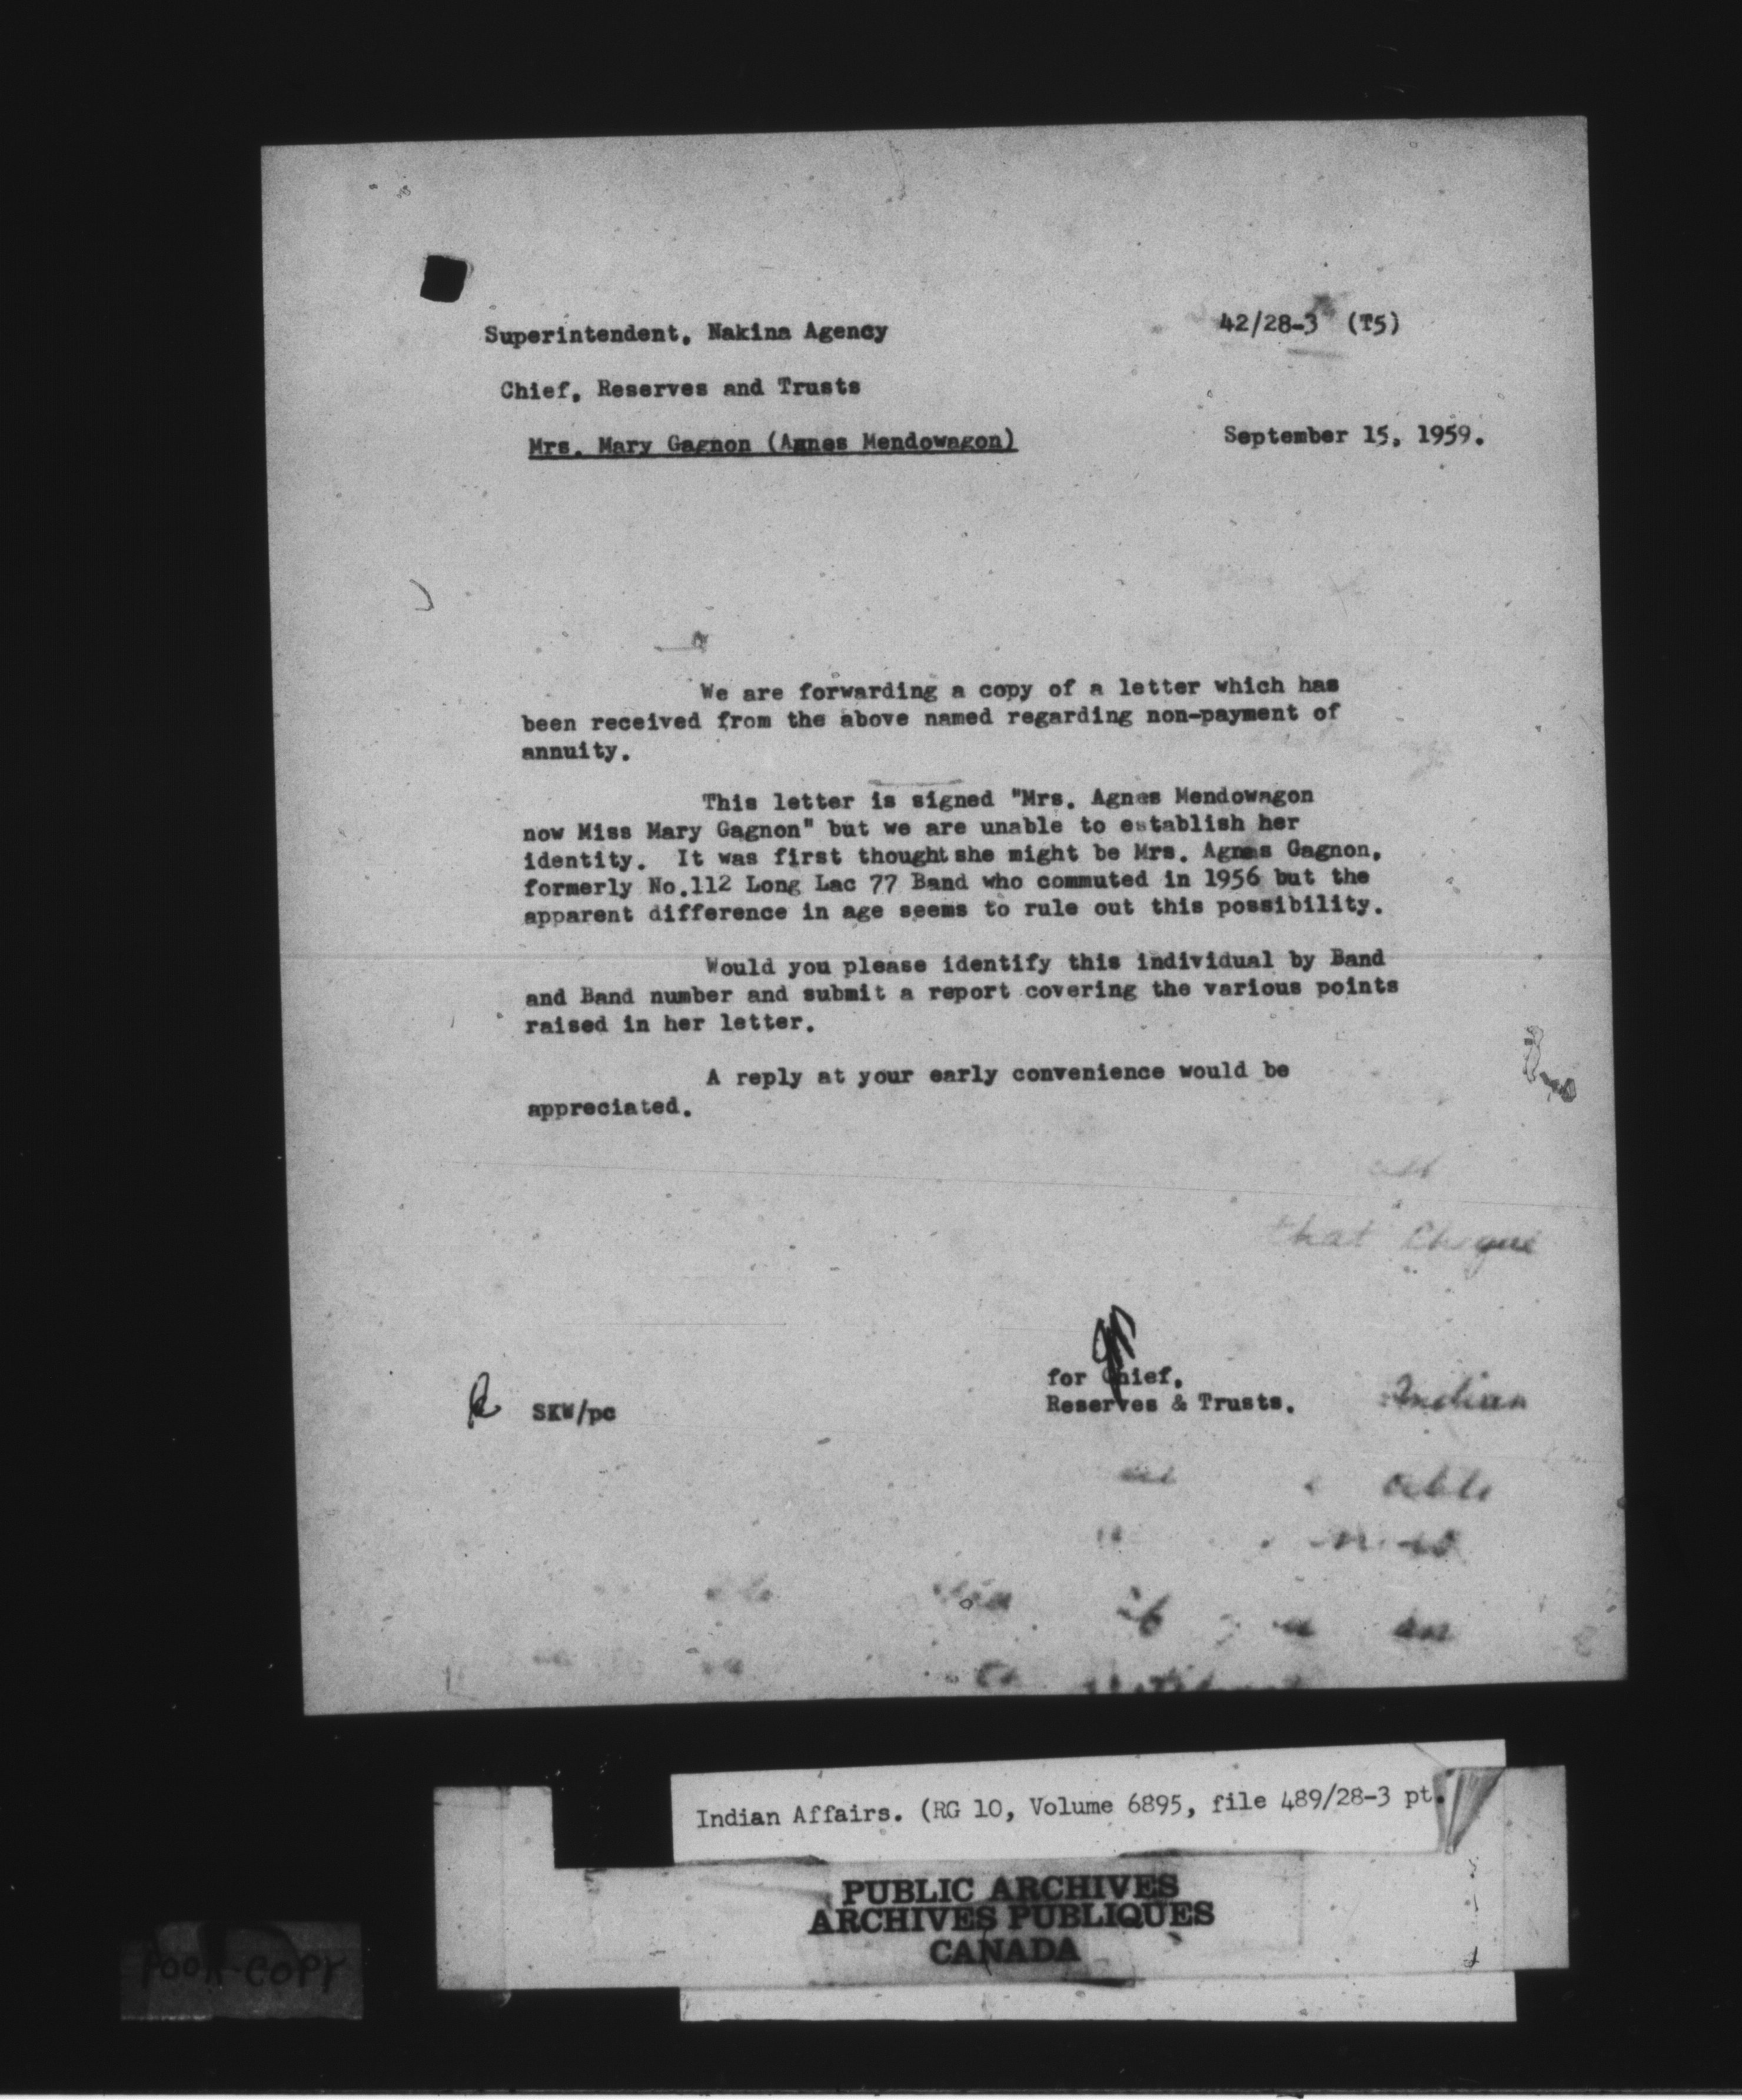 Superintendent, Nakina Agency
42/28-3 (T5)
Chief, Reserves and Trusts
Mrs. Mary Gagnon (Agnes Mendowagon)
September 15, 1959.
We are forwarding a copy of a letter which has
been received from the above named regarding non-payment of
annuity.
This letter is signed "Mrs. Agnes Mendowagon
now Miss Mary Gagnon" but we are unable to establish her
identity. It was first thought she might be Mrs. Agnes Gagnon,
formerly No.112 Long Lac 77 Band who commuted in 1956 but the
apparent difference in age seems to rule out this possibility.
Would you please identify this individual by Band
and Band number and submit a report covering the various points
raised in her letter.
A reply at your early convenience would be
appreciated.
that
for Chief,
Reserves & Trusts.
Indian
SKW/pc
able
Indian Affairs. (RG 10, Volume 6895, file 489/28-3 pt.
PUBLIC ARCHIVES
ARCHIVES PUBLIQUES
CANADA
POOR COPY